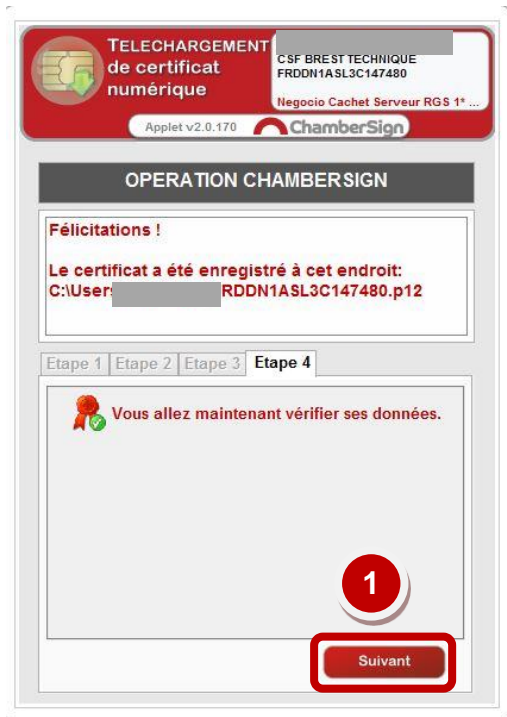 TELECHARGEMENT
de certificat
numérique
CSF BREST TECHNIQUE
FRDDN1ASL3C147480
Negocio Cachet Serveur RGS 1* ...
Applet v2.0.170
ChamberSign
OPERATION CHAMBERSIGN
Félicitations !
Le certificat a été enregistré à cet endroit:
C:\User RDDN1ASL3C147480.p12
Etape 1 Etape 2 Etape 3 Etape 4
Vous allez maintenant vérifier ses données.
1
Suivant